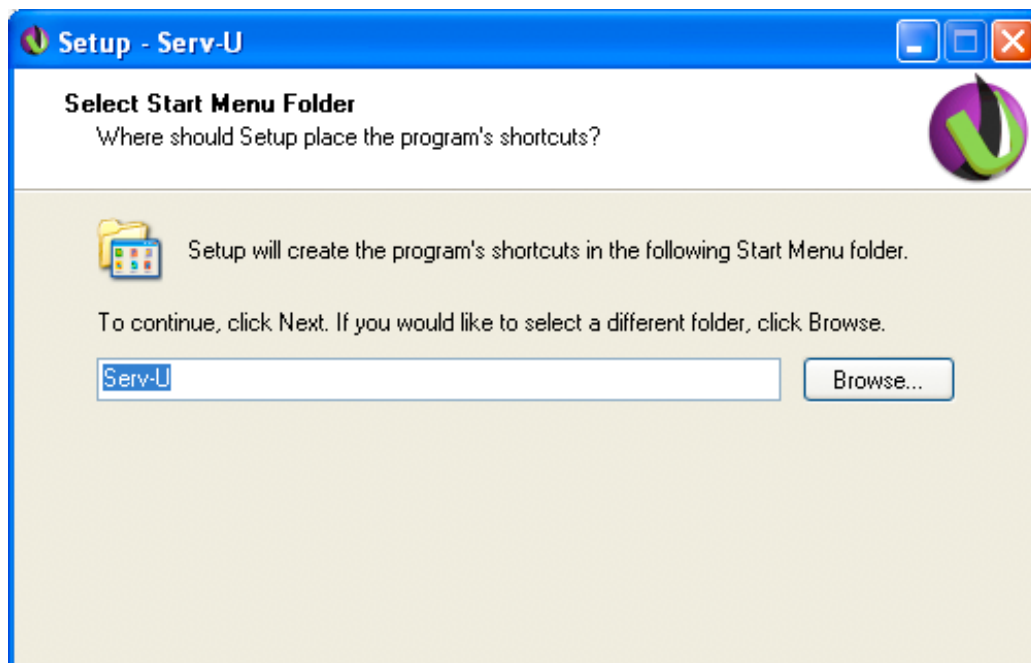 Setup - Serv-U
Select Start Menu Folder
Where should Setup place the program's shortcuts?
Setup will create the program's shortcuts in the following Start Menu folder.
To continue, click Next. If you would like to select a different folder, click Browse.
Serv-U
Browse...